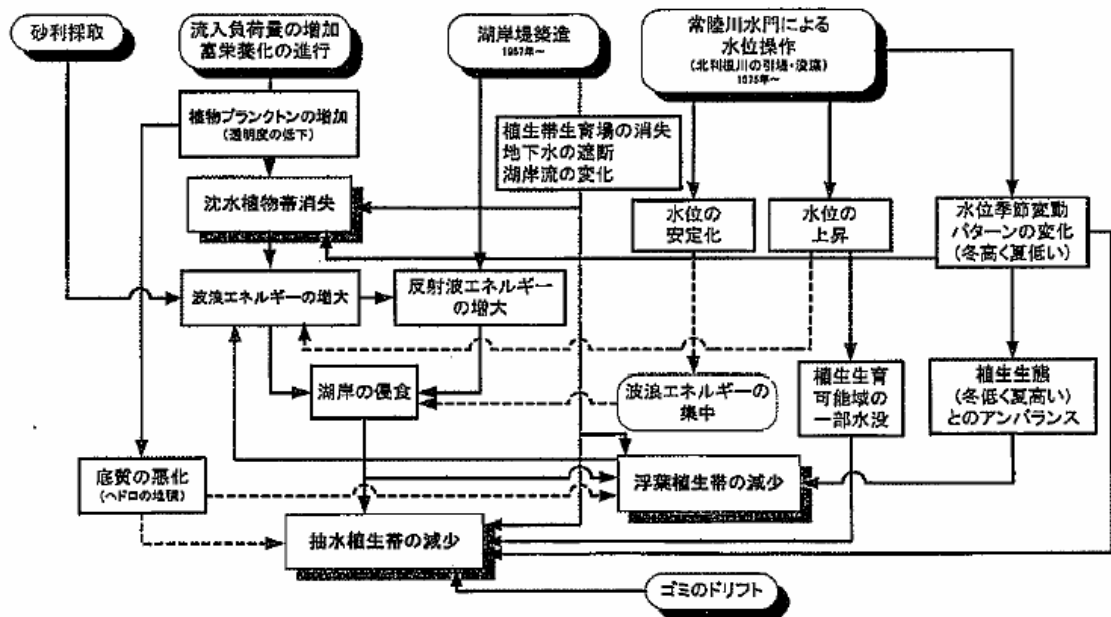 砂利採取
流入負荷量の増加
富栄養化の進行
湖岸堤築造
1967年〜
常陸川水門による
水位操作
(北利根川の引堤・浚渫)
1975年〜
植物プランクトンの増加
(透明度の低下)
植生帯生育場の消失
地下水の遮断
湖岸流の変化
沈水植物帯消失
水位の
安定化
水位の
上昇
水位季節変動
パターンの変化
(冬高く夏低い)
波浪エネルギーの増大
反射波エネルギー
の増大
湖岸の侵食
波浪エネルギーの
集中
植生生育
可能域の
一部水没
植生生態
(冬低く夏高い)
とのアンバランス
底質の悪化
(ヘドロの堆積)
浮葉植生帯の減少
抽水植生帯の減少
ゴミのドリフト